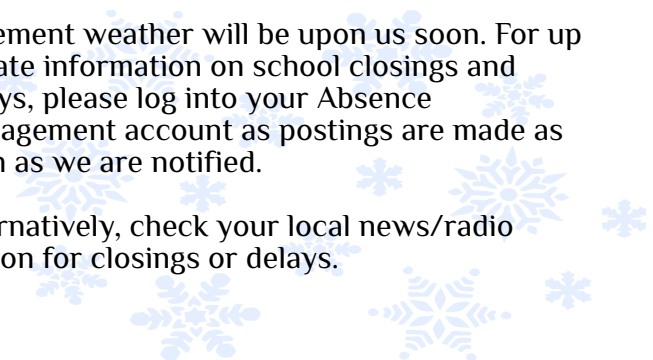 ement weather will be upon us soon. For up
ate information on school closings and
ys, please log into your Absence
agement account as postings are made as
n as we are notified.
rnatively, check your local news/radio
on for closings or delays.